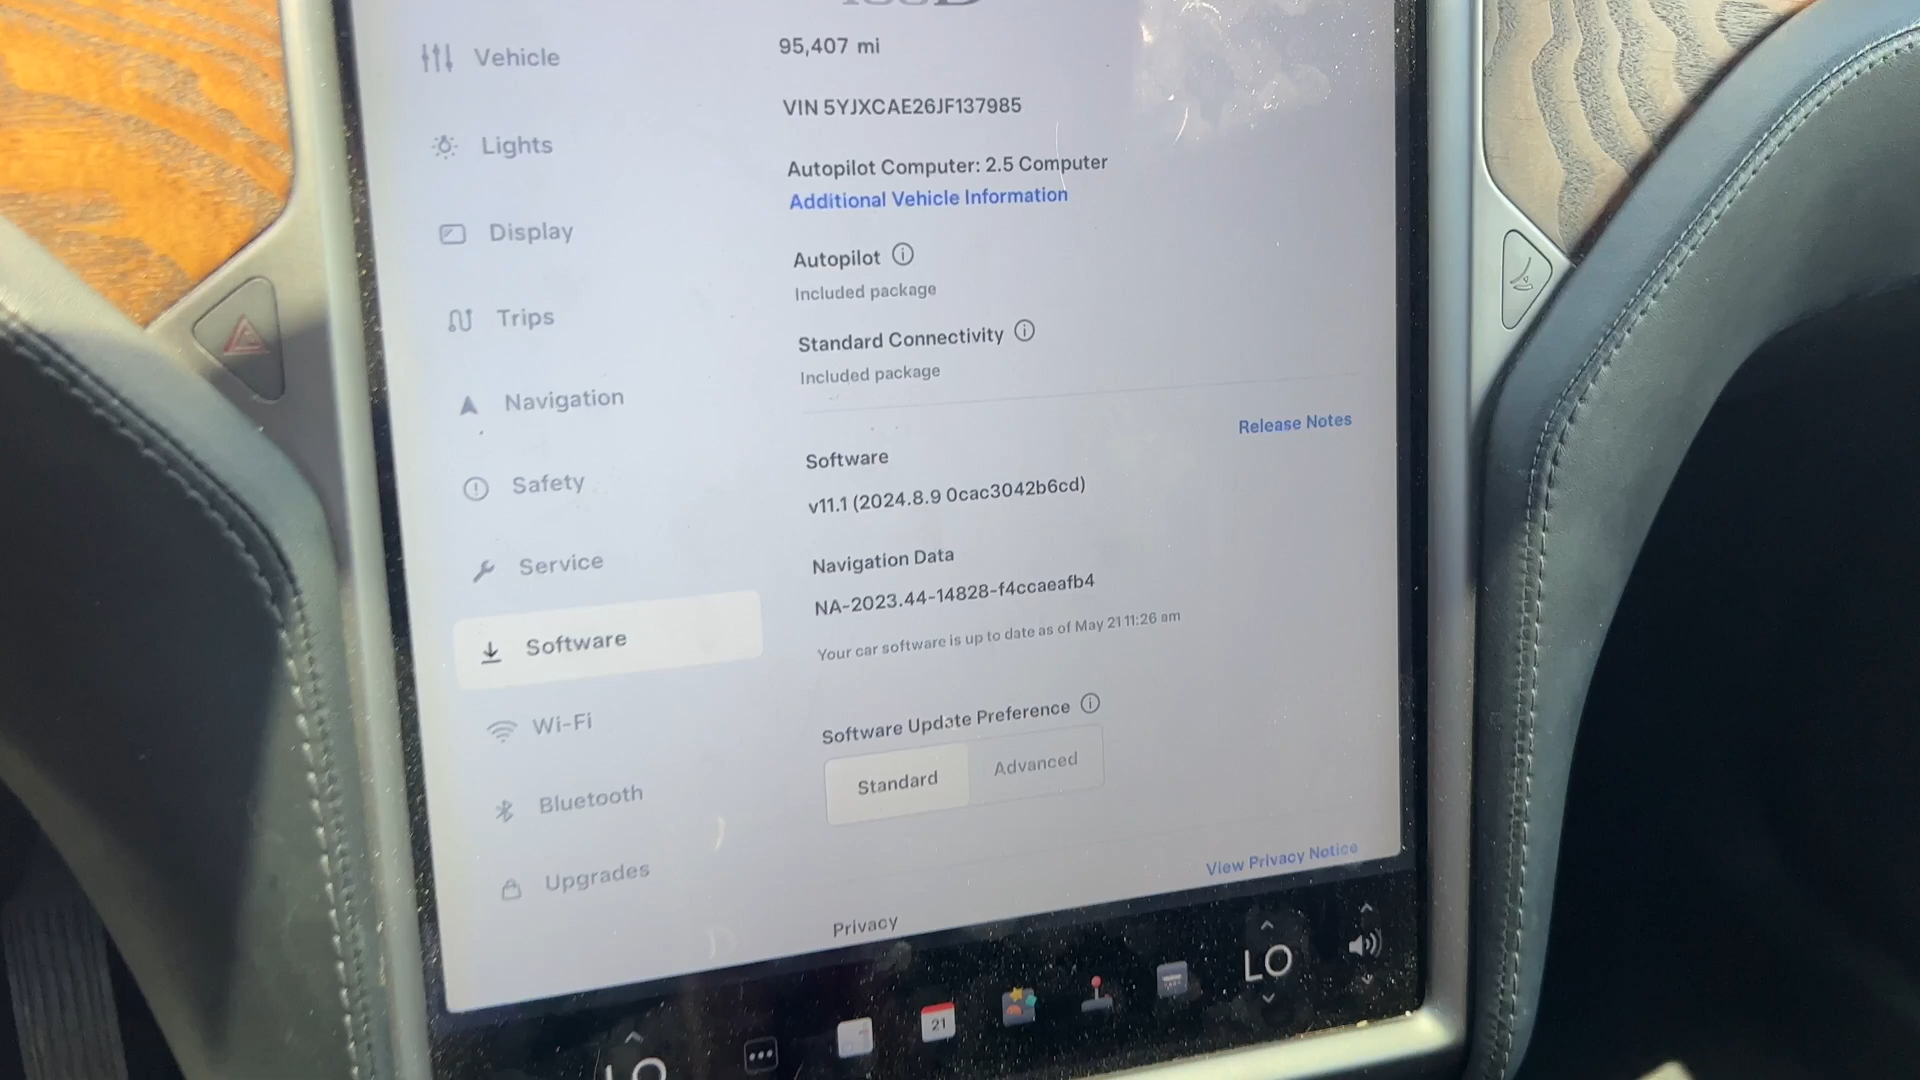 Vehicle
Lights
Display
Trips
Navigation
Safety
Service
Software
Wi-Fi
Bluetooth
Upgrades
95,407 mi
VIN 5YJXCAE26JF137985
Autopilot Computer: 2.5 Computer
Additional Vehicle Information
Autopilot
Included package
Standard Connectivity
Included package
Release Notes
Software
v11.1 (2024.8.9 0cac3042b6cd)
Navigation Data
NA-2023.44-14828-f4ccaeafb4
Your car software is up to date as of May 21 11:26 am
Software Update Preference
Standard
Advanced
View Privacy Notice
Privacy
LO
21
LO